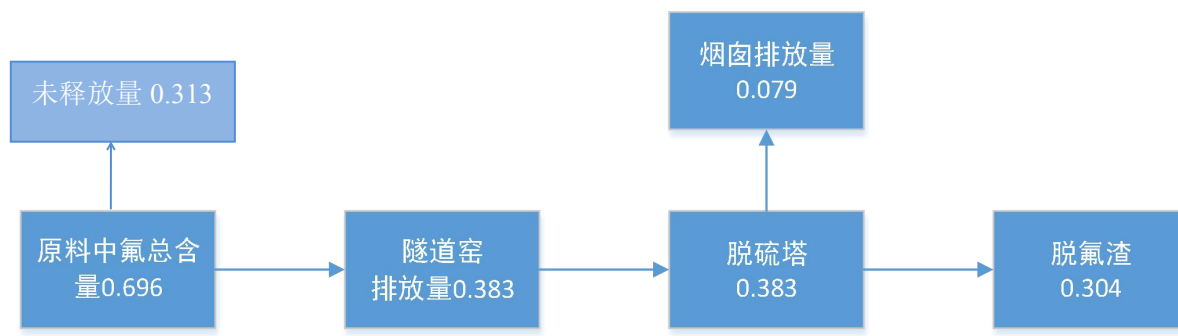 烟囱排放量
0.079
未释放量 0.313
原料中氟总含
量0.696
隧道窑
排放量0.383
脱硫塔
0.383
脱氟渣
0.304